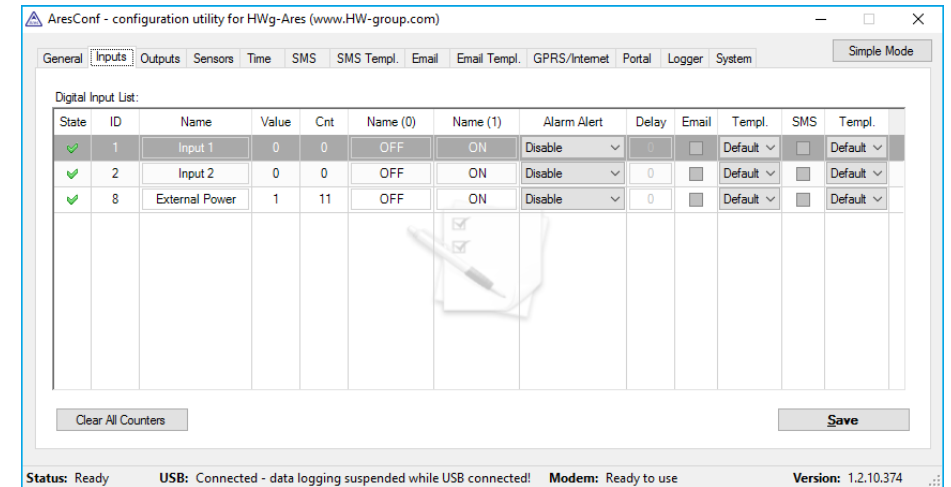 AresConf - configuration utility for HWg-Ares (www.HW-group.com)
General Inputs Outputs Sensors Time SMS SMS Templ. Email Email Templ. GPRS/Internet Portal Logger System Simple Mode
Digital Input List:
State ID Name Value Cnt Name (0) Name (1) Alarm Alert Delay Email Templ. SMS Templ.
1 Input 1 0 0 OFF ON Disable 0 Default Default
2 Input 2 0 0 OFF ON Disable 0 Default Default
8 External Power 1 11 OFF ON Disable 0 Default Default
Clear All Counters Save
Status: Ready USB: Connected - data logging suspended while USB connected! Modem: Ready to use Version: 1.2.10.374